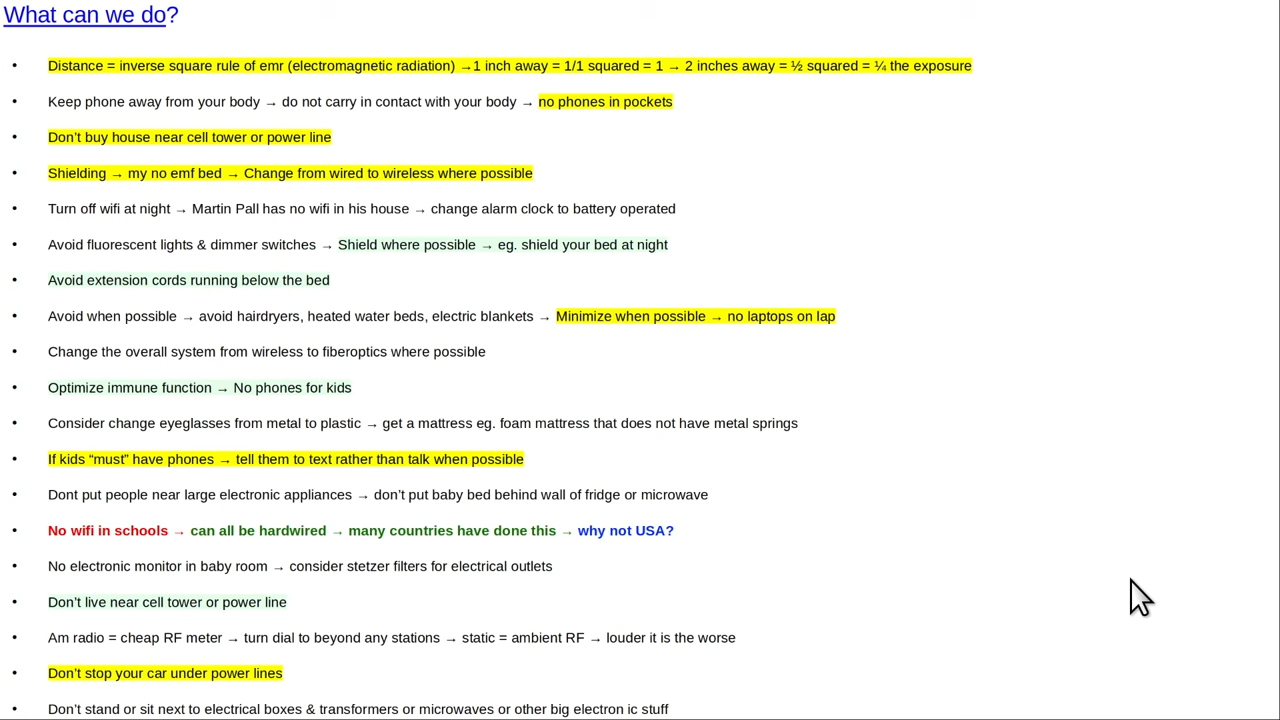 What can we do?
• Distance = inverse square rule of emr (electromagnetic radiation) →1 inch away = 1/1 squared = 1 → 2 inches away = ½ squared = ¼ the exposure
• Keep phone away from your body → do not carry in contact with your body → no phones in pockets
• Don’t buy house near cell tower or power line
• Shielding → my no emf bed → Change from wired to wireless where possible
• Turn off wifi at night → Martin Pall has no wifi in his house → change alarm clock to battery operated
• Avoid fluorescent lights & dimmer switches → Shield where possible → eg. shield your bed at night
• Avoid extension cords running below the bed
• Avoid when possible → avoid hairdryers, heated water beds, electric blankets → Minimize when possible → no laptops on lap
• Change the overall system from wireless to fiberoptics where possible
• Optimize immune function → No phones for kids
• Consider change eyeglasses from metal to plastic → get a mattress eg. foam mattress that does not have metal springs
• If kids “must” have phones → tell them to text rather than talk when possible
• Dont put people near large electronic appliances → don’t put baby bed behind wall of fridge or microwave
• No wifi in schools → can all be hardwired → many countries have done this → why not USA?
• No electronic monitor in baby room → consider stetzer filters for electrical outlets
• Don’t live near cell tower or power line
• Am radio = cheap RF meter → turn dial to beyond any stations → static = ambient RF → louder it is the worse
• Don’t stop your car under power lines
• Don’t stand or sit next to electrical boxes & transformers or microwaves or other big electron ic stuff